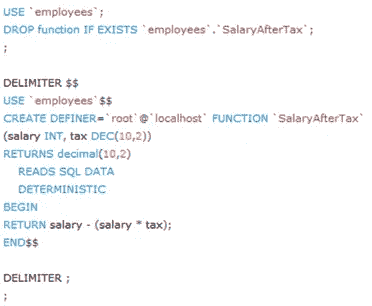 USE `employees`;
DROP function IF EXISTS `employees`.`SalaryAfterTax`;
;
DELIMITER $$
USE `employees`$$
CREATE DEFINER=`root`@`localhost` FUNCTION `SalaryAfterTax`
(salary INT, tax DEC(10,2))
RETURNS decimal(10,2)
READS SQL DATA
DETERMINISTIC
BEGIN
RETURN salary - (salary * tax);
END$$
DELIMITER ;
;